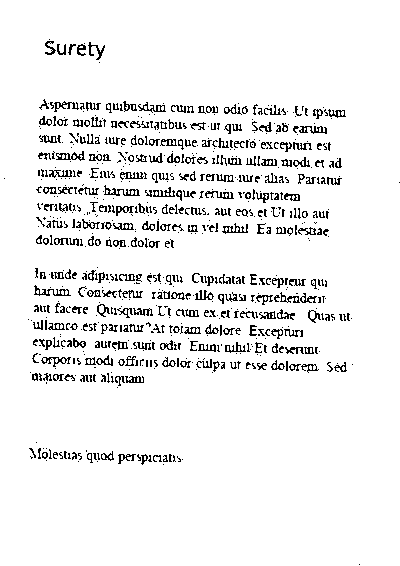 Surety
Aspernatur quibusdam cum non odio facilis. Ut ipsum
dolor mollit necessitatibus est ut qui. Sed ab earum
sunt. Nulla iure doloremque architecto excepturi est
eiusmod non. Nostrud dolores illum ullam modi et ad
maxime. Eius enim quis sed rerum iure alias. Pariatur
consectetur harum similique rerum voluptatem
veritatis. Temporibus delectus, aut eos et Ut illo aut
Natus laboriosam, dolores in vel nihil. Ea molestiae
dolorum do non dolor et
In unde adipisicing est qui. Cupidatat Excepteur qui
harum. Consectetur ratione illo quasi reprehenderit
aut facere. Quisquam Ut cum ex et recusandae. Quas ut
ullamco est pariatur? At totam dolore. Excepturi
explicabo autem sunt odit. Enim nihil Et deserunt.
Corporis modi officiis dolor culpa ut esse dolorem. Sed
maiores aut aliquam
Molestias quod perspiciatis.